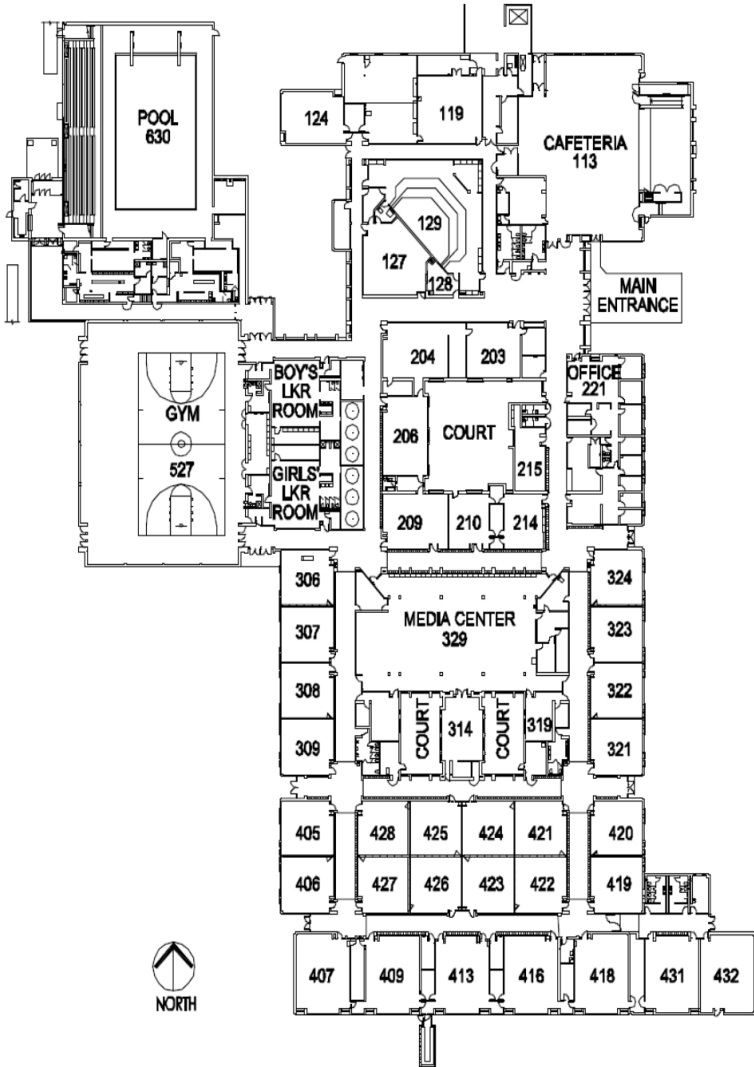 POOL
630
124
119
CAFETERIA
113
129
127
128
MAIN
ENTRANCE
204
203
BOY'S
LKR
ROOM
OFFICE
221
GYM
206
COURT
527
215
GIRLS'
LKR
ROOM
209
210
214
306
324
MEDIA CENTER
329
307
323
308
322
COURT
314
COURT
319
309
321
405
428
425
424
421
420
406
427
426
423
422
419
407
409
413
416
418
431
432
NORTH